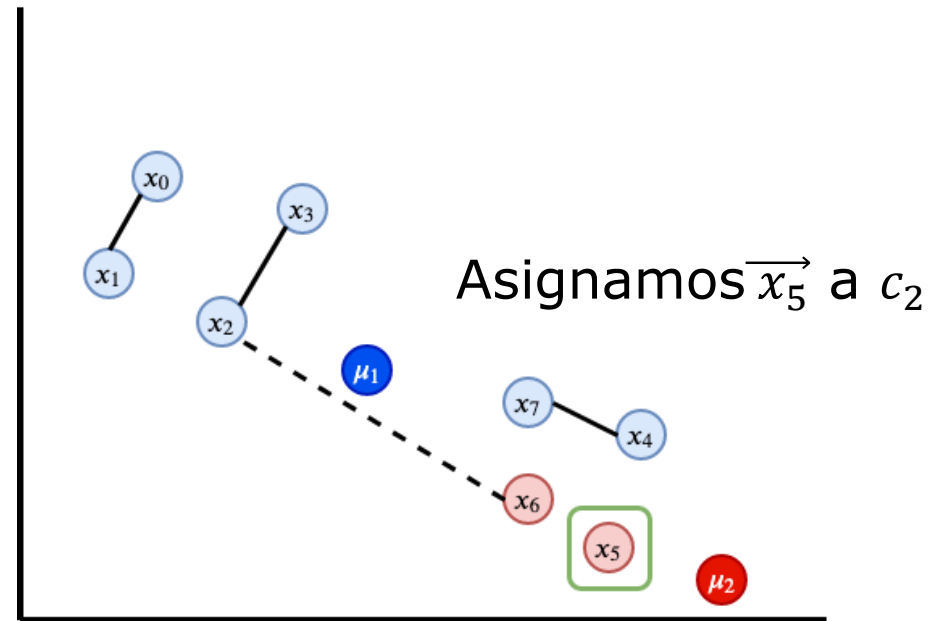 x₀
x₃
x₁
Asignamos x₅⃗ a c₂
x₂
μ₁
x₇
x₄
x₆
x₅
μ₂